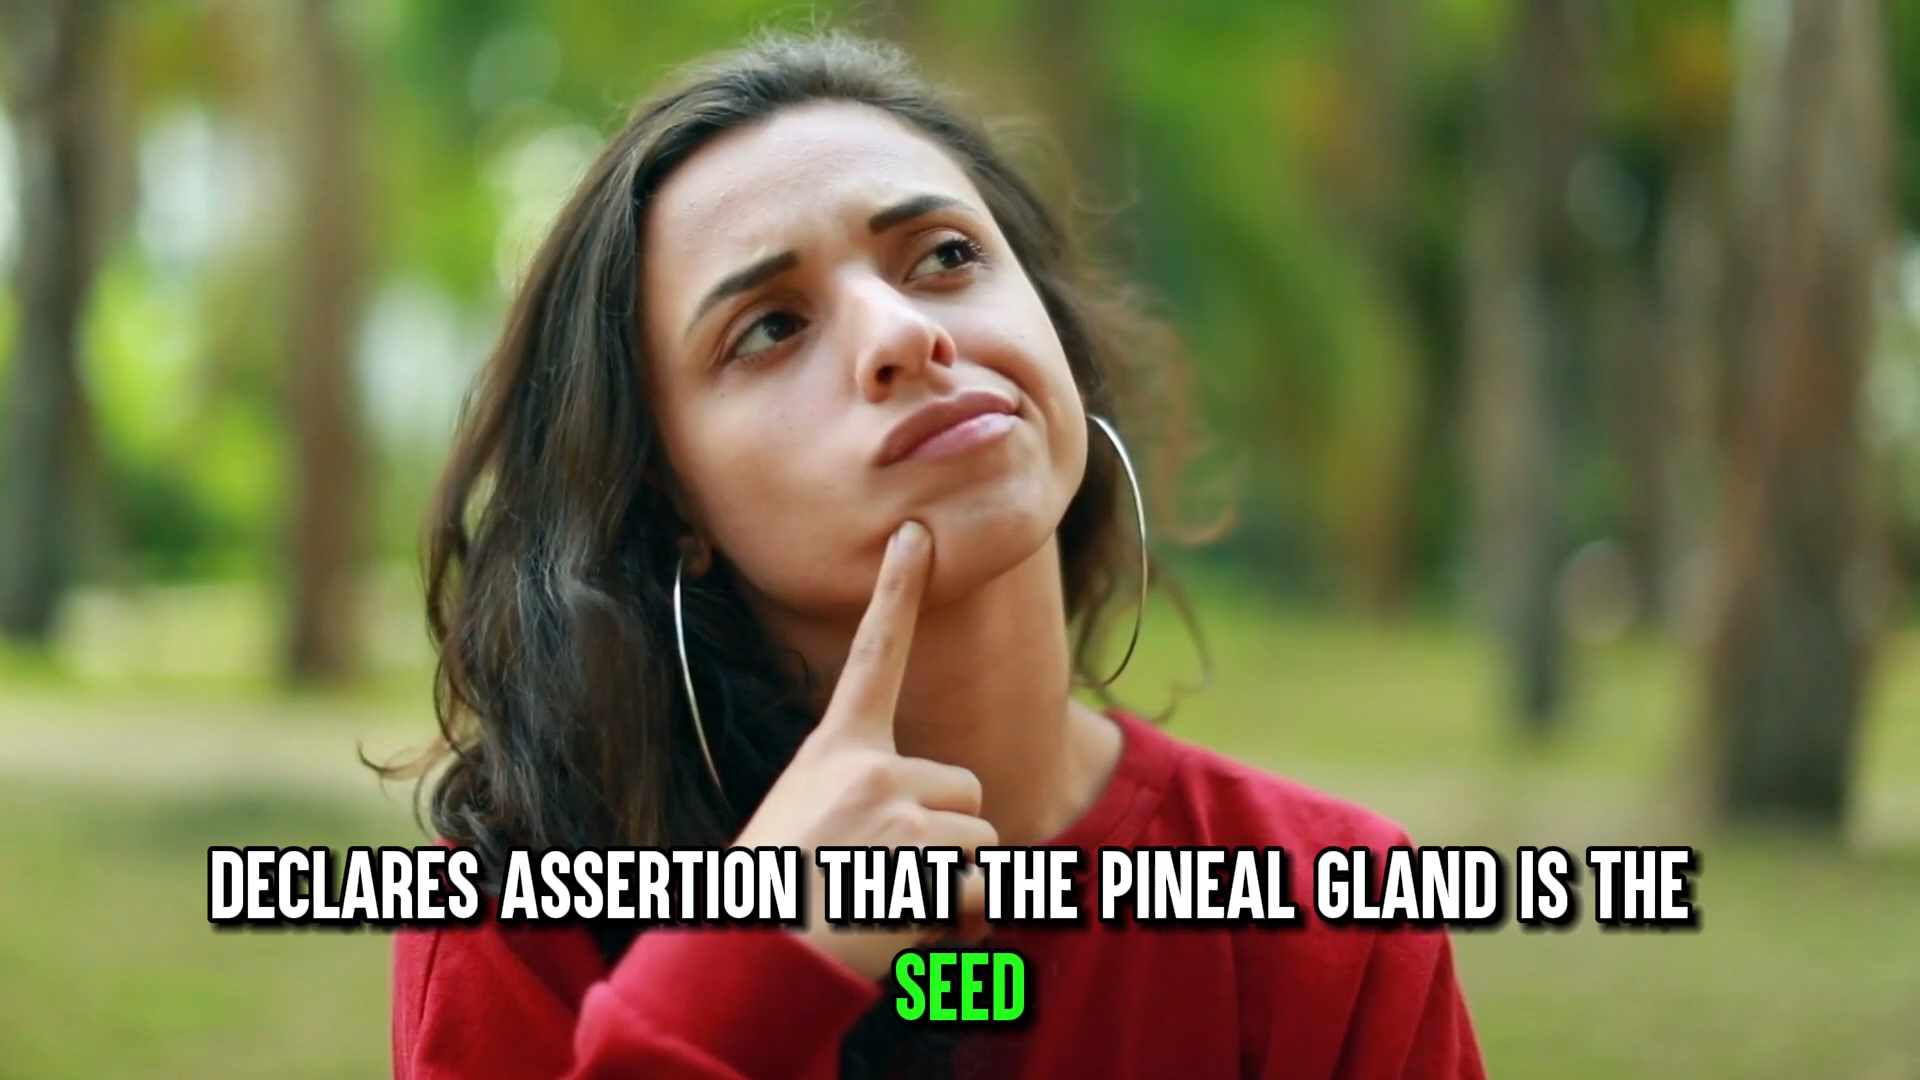 DECLARES ASSERTION THAT THE PINEAL GLAND IS THE
SEED